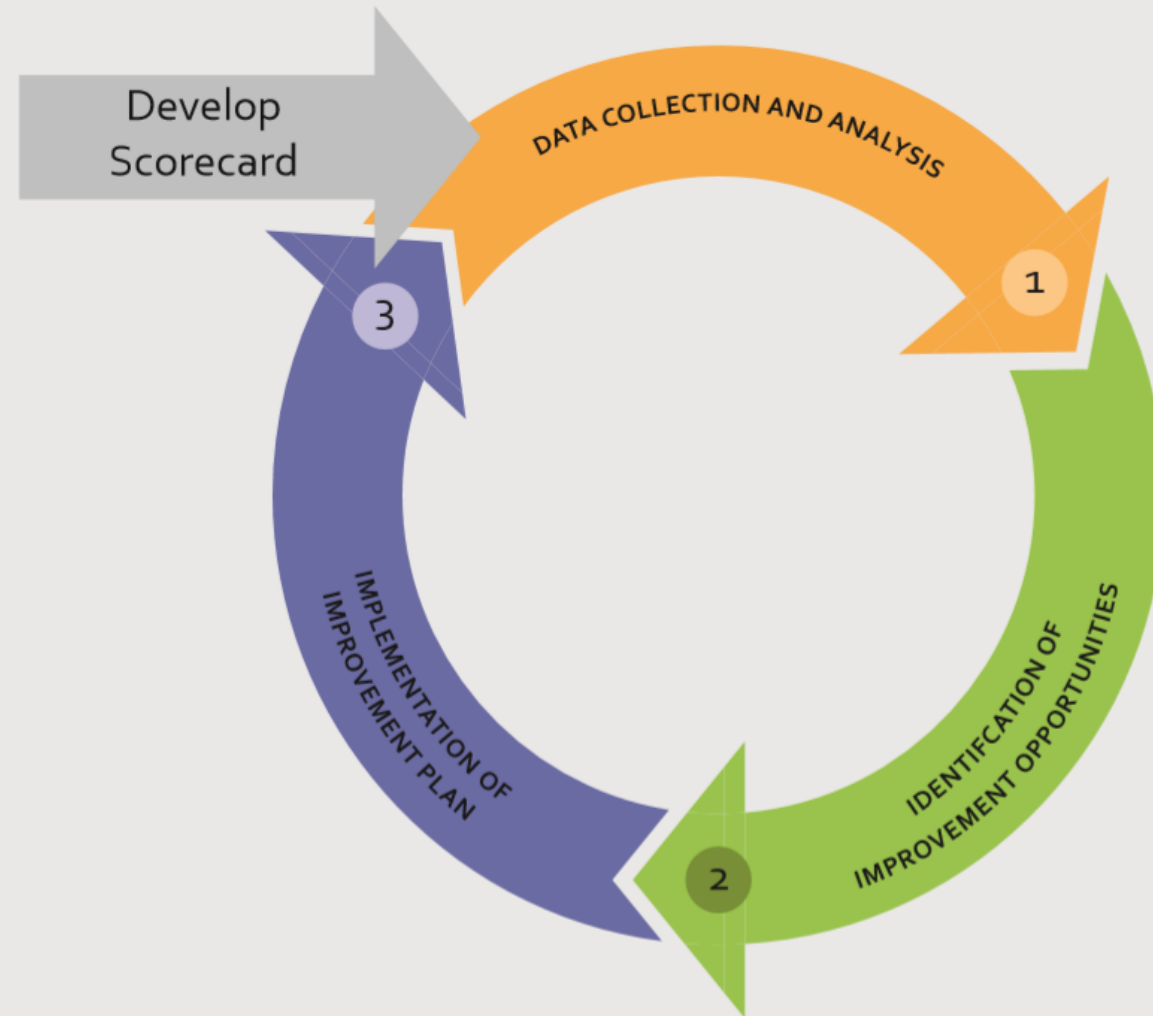 Develop
Scorecard
DATA COLLECTION AND ANALYSIS
1
IDENTIFCATION OF
IMPROVEMENT OPPORTUNITIES
2
IMPLEMENTATION OF
IMPROVEMENT PLAN
3